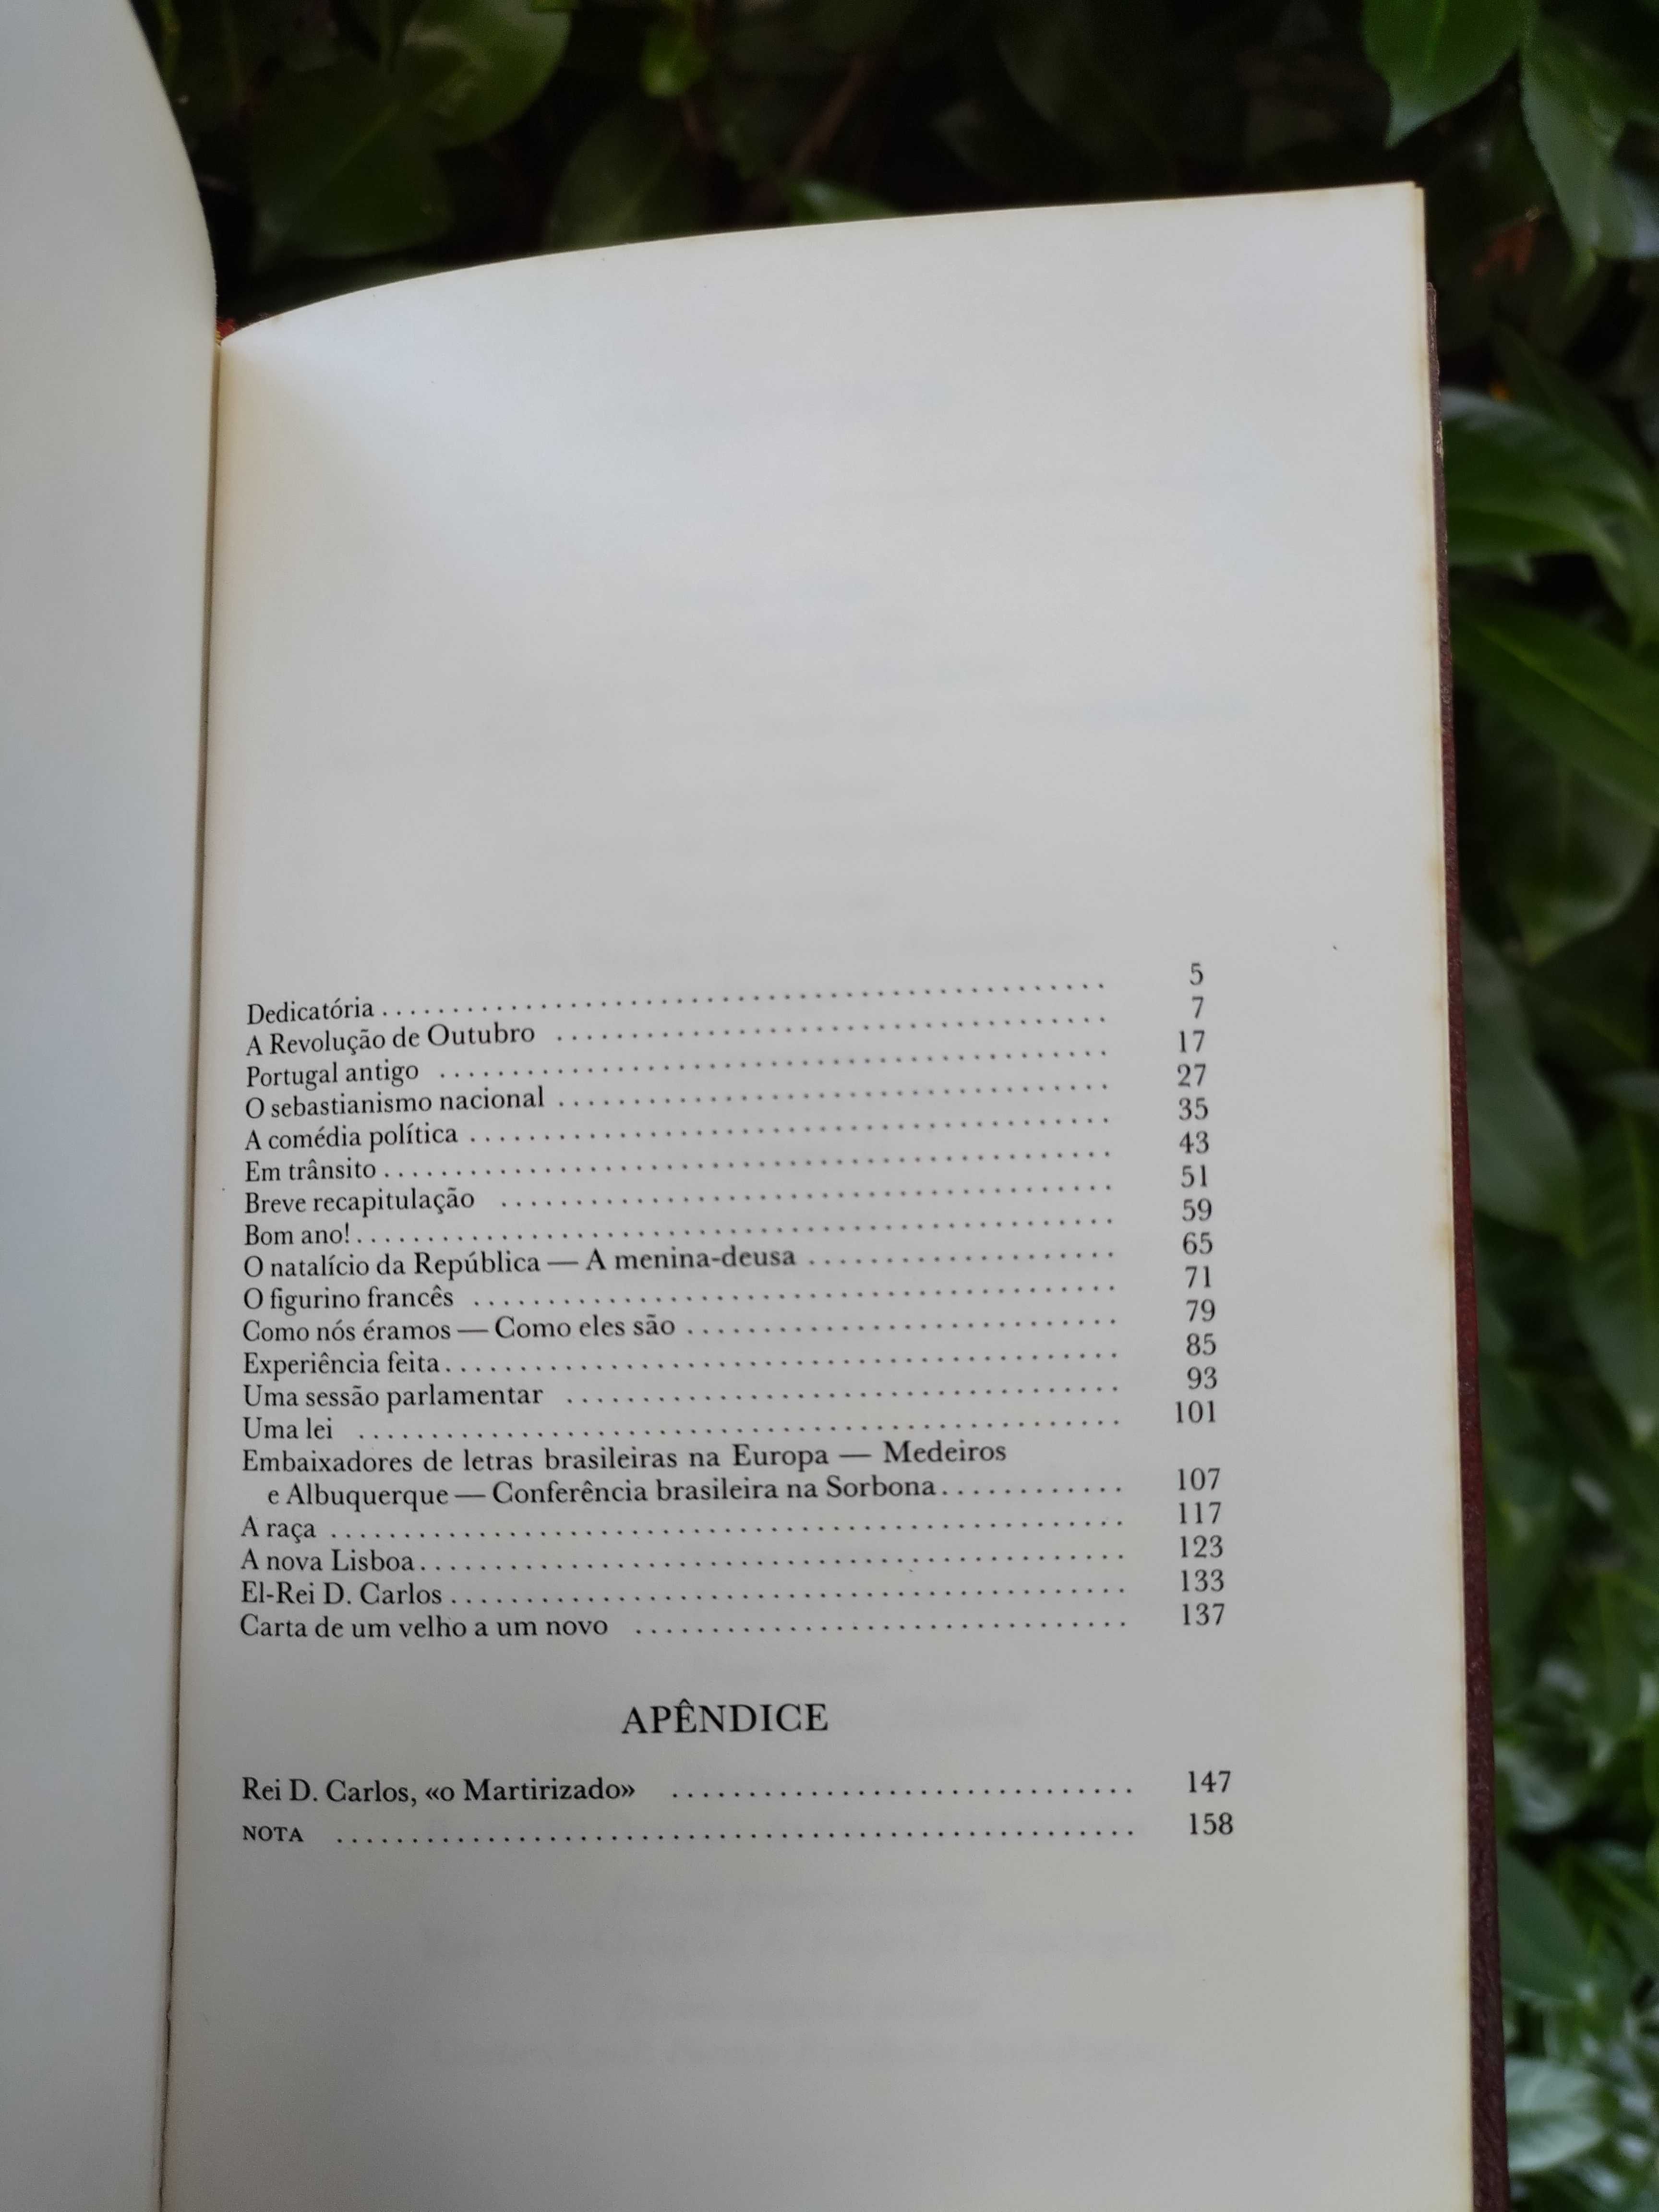 Dedicatória . . . . . . . . . . . . . . . . . . . . . . . . . . . . . . . . . . . . . . . . 5
A Revolução de Outubro . . . . . . . . . . . . . . . . . . . . . . . . . . . . . . 7
Portugal antigo . . . . . . . . . . . . . . . . . . . . . . . . . . . . . . . . . . . . 17
O sebastianismo nacional . . . . . . . . . . . . . . . . . . . . . . . . . . . . . . 27
A comédia política . . . . . . . . . . . . . . . . . . . . . . . . . . . . . . . . . . 35
Em trânsito . . . . . . . . . . . . . . . . . . . . . . . . . . . . . . . . . . . . . . . 43
Breve recapitulação . . . . . . . . . . . . . . . . . . . . . . . . . . . . . . . . . 51
Bom ano! . . . . . . . . . . . . . . . . . . . . . . . . . . . . . . . . . . . . . . . . 59
O natalício da República — A menina-deusa . . . . . . . . . . . . . . . . 65
O figurino francês . . . . . . . . . . . . . . . . . . . . . . . . . . . . . . . . . . 71
Como nós éramos — Como eles são . . . . . . . . . . . . . . . . . . . . . . 79
Experiência feita . . . . . . . . . . . . . . . . . . . . . . . . . . . . . . . . . . . 85
Uma sessão parlamentar . . . . . . . . . . . . . . . . . . . . . . . . . . . . . . 93
Uma lei . . . . . . . . . . . . . . . . . . . . . . . . . . . . . . . . . . . . . . . . . 101
Embaixadores de letras brasileiras na Europa — Medeiros
e Albuquerque — Conferência brasileira na Sorbona . . . . . . . . . . . . 107
A raça . . . . . . . . . . . . . . . . . . . . . . . . . . . . . . . . . . . . . . . . . . 117
A nova Lisboa . . . . . . . . . . . . . . . . . . . . . . . . . . . . . . . . . . . . . 123
El-Rei D. Carlos . . . . . . . . . . . . . . . . . . . . . . . . . . . . . . . . . . . 133
Carta de um velho a um novo . . . . . . . . . . . . . . . . . . . . . . . . . . 137
APÊNDICE
Rei D. Carlos, «o Martirizado» . . . . . . . . . . . . . . . . . . . . . . . . . . 147
NOTA . . . . . . . . . . . . . . . . . . . . . . . . . . . . . . . . . . . . . . . . . . 158